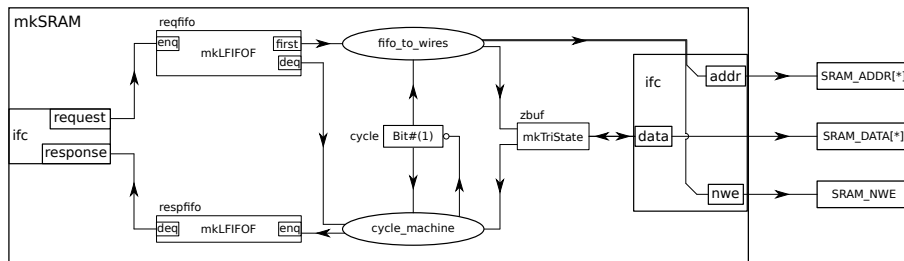 mkSRAM
reqfifo
enq
mkLFIFOF
first
deq
fifo_to_wires
ifc
addr
SRAM_ADDR[*]
request
ifc
response
cycle
Bit#(1)
zbuf
mkTriState
data
SRAM_DATA[*]
nwe
SRAM_NWE
respfifo
deq
mkLFIFOF
enq
cycle_machine